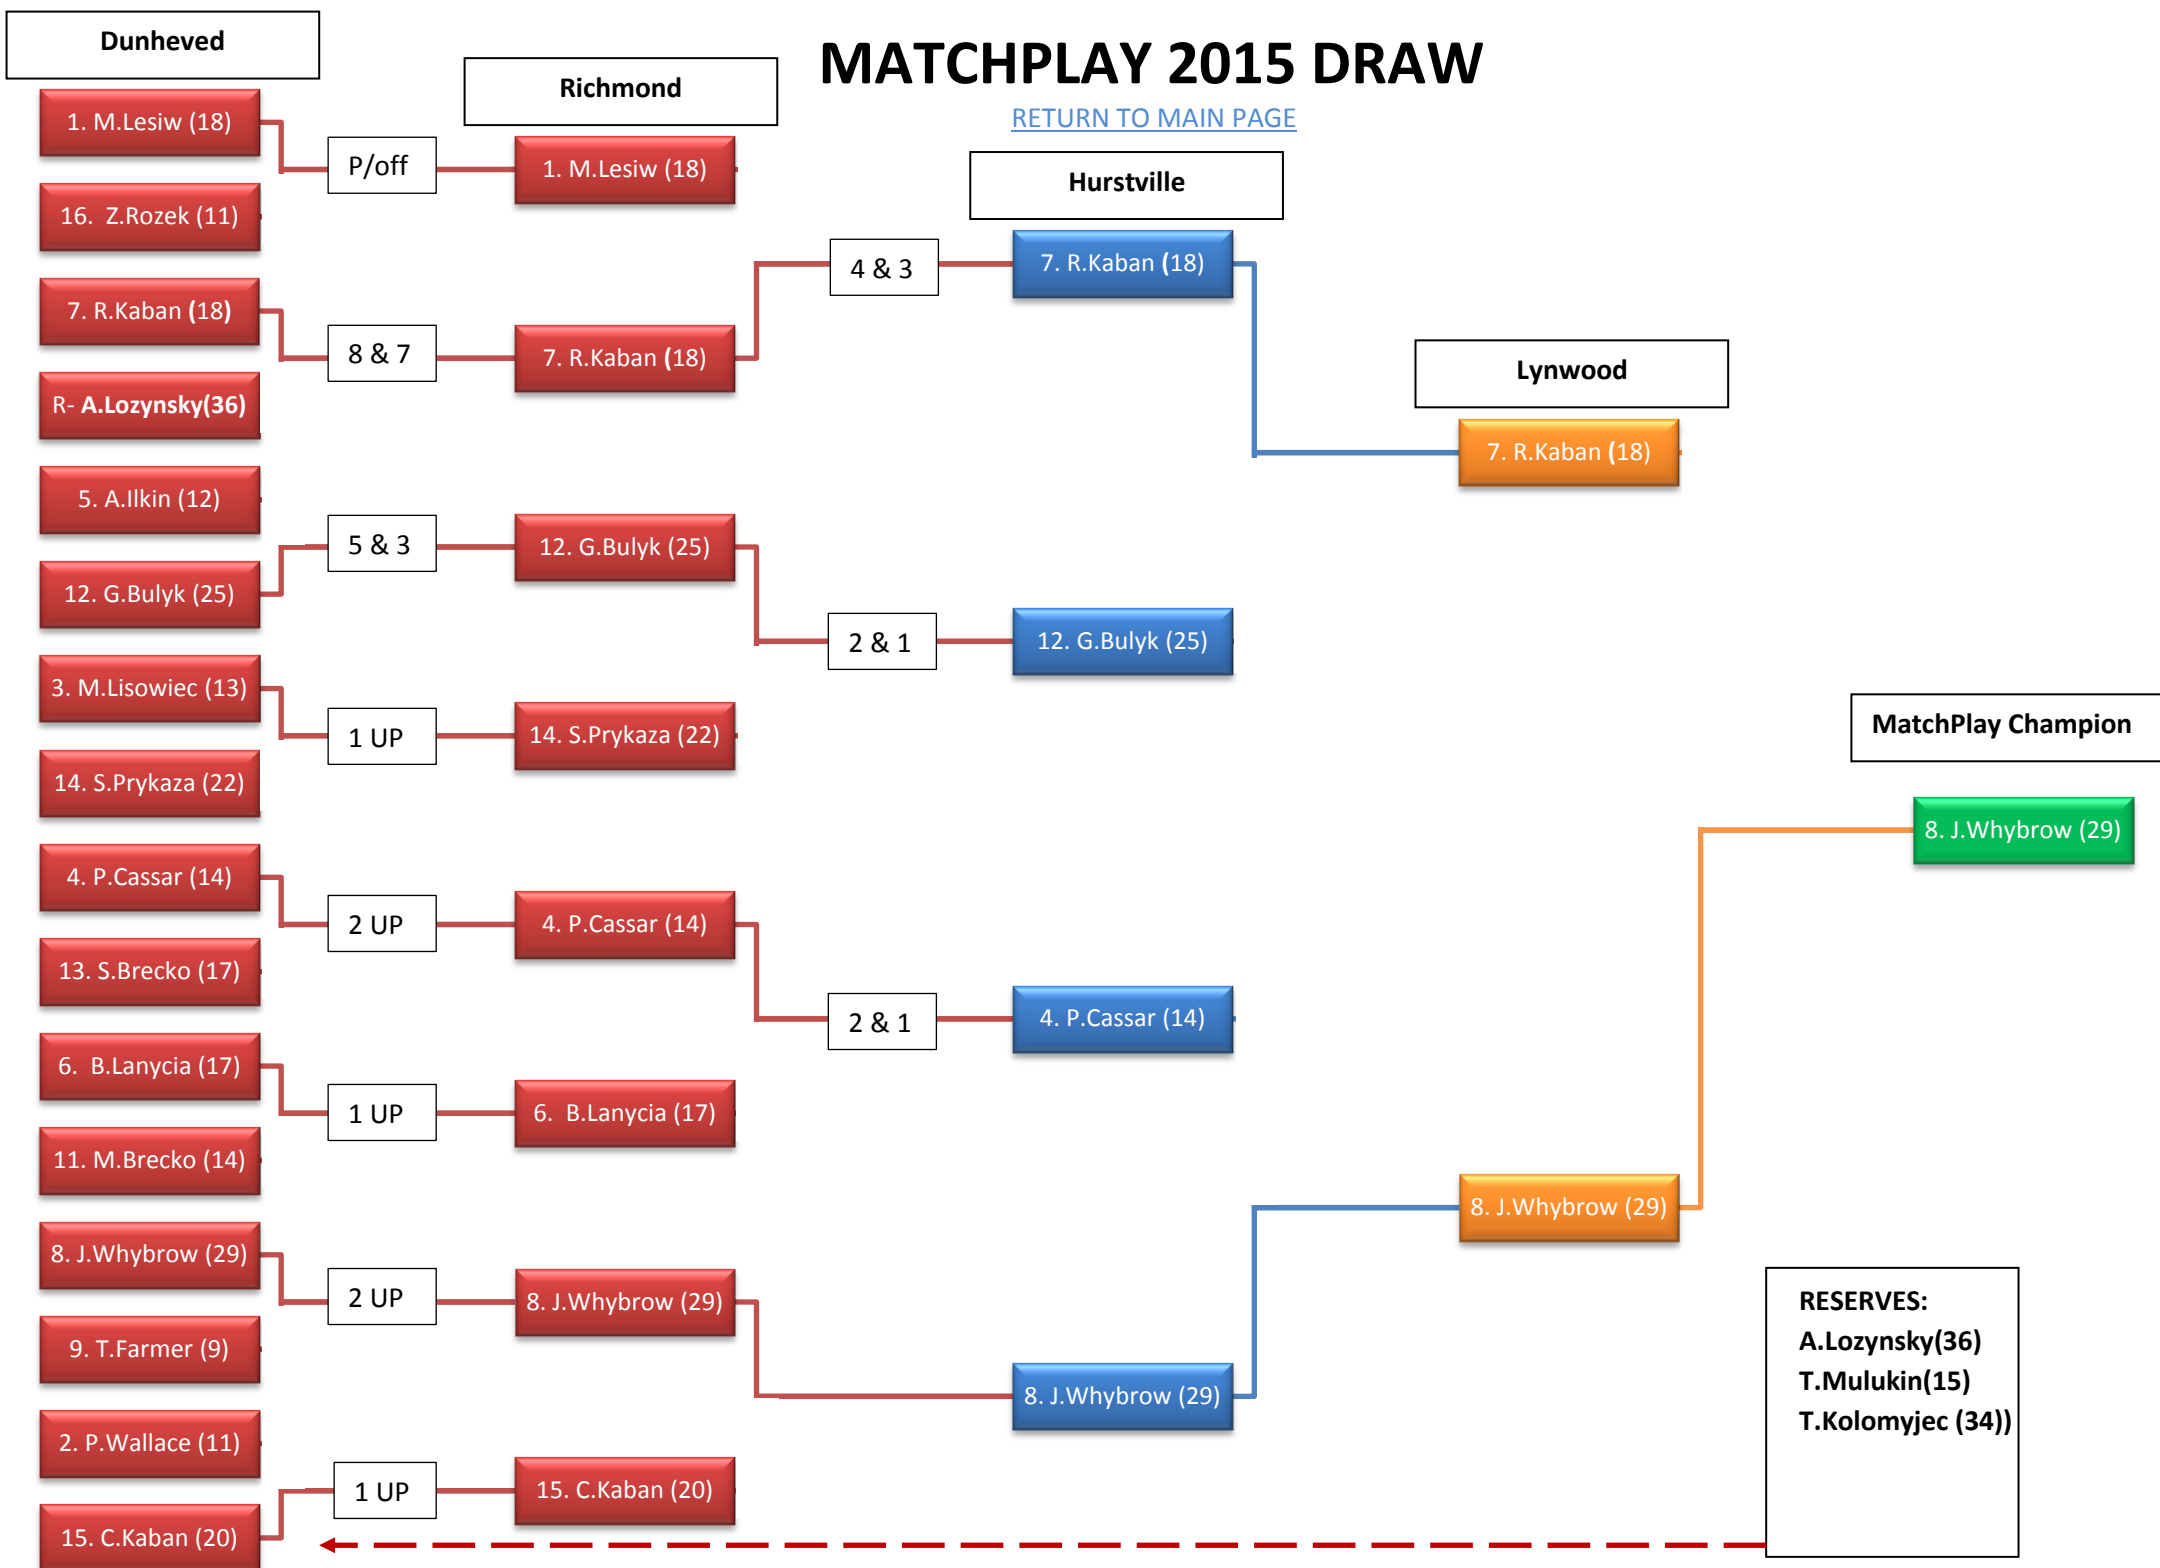 MATCHPLAY 2015 DRAW
RETURN TO MAIN PAGE
Dunheved
1. M.Lesiw (18)
16. Z.Rozek (11)
7. R.Kaban (18)
R- A.Lozynsky(36)
5. A.Ilkin (12)
12. G.Bulyk (25)
3. M.Lisowiec (13)
14. S.Prykaza (22)
4. P.Cassar (14)
13. S.Brecko (17)
6. B.Lanycia (17)
11. M.Brecko (14)
8. J.Whybrow (29)
9. T.Farmer (9)
2. P.Wallace (11)
15. C.Kaban (20)
P/off
8 & 7
5 & 3
1 UP
2 UP
1 UP
2 UP
1 UP
Richmond
1. M.Lesiw (18)
7. R.Kaban (18)
12. G.Bulyk (25)
14. S.Prykaza (22)
4. P.Cassar (14)
6. B.Lanycia (17)
8. J.Whybrow (29)
15. C.Kaban (20)
4 & 3
2 & 1
2 & 1
Hurstville
7. R.Kaban (18)
12. G.Bulyk (25)
4. P.Cassar (14)
8. J.Whybrow (29)
Lynwood
7. R.Kaban (18)
8. J.Whybrow (29)
MatchPlay Champion
8. J.Whybrow (29)
RESERVES:
A.Lozynsky(36)
T.Mulukin(15)
T.Kolomyjec (34))